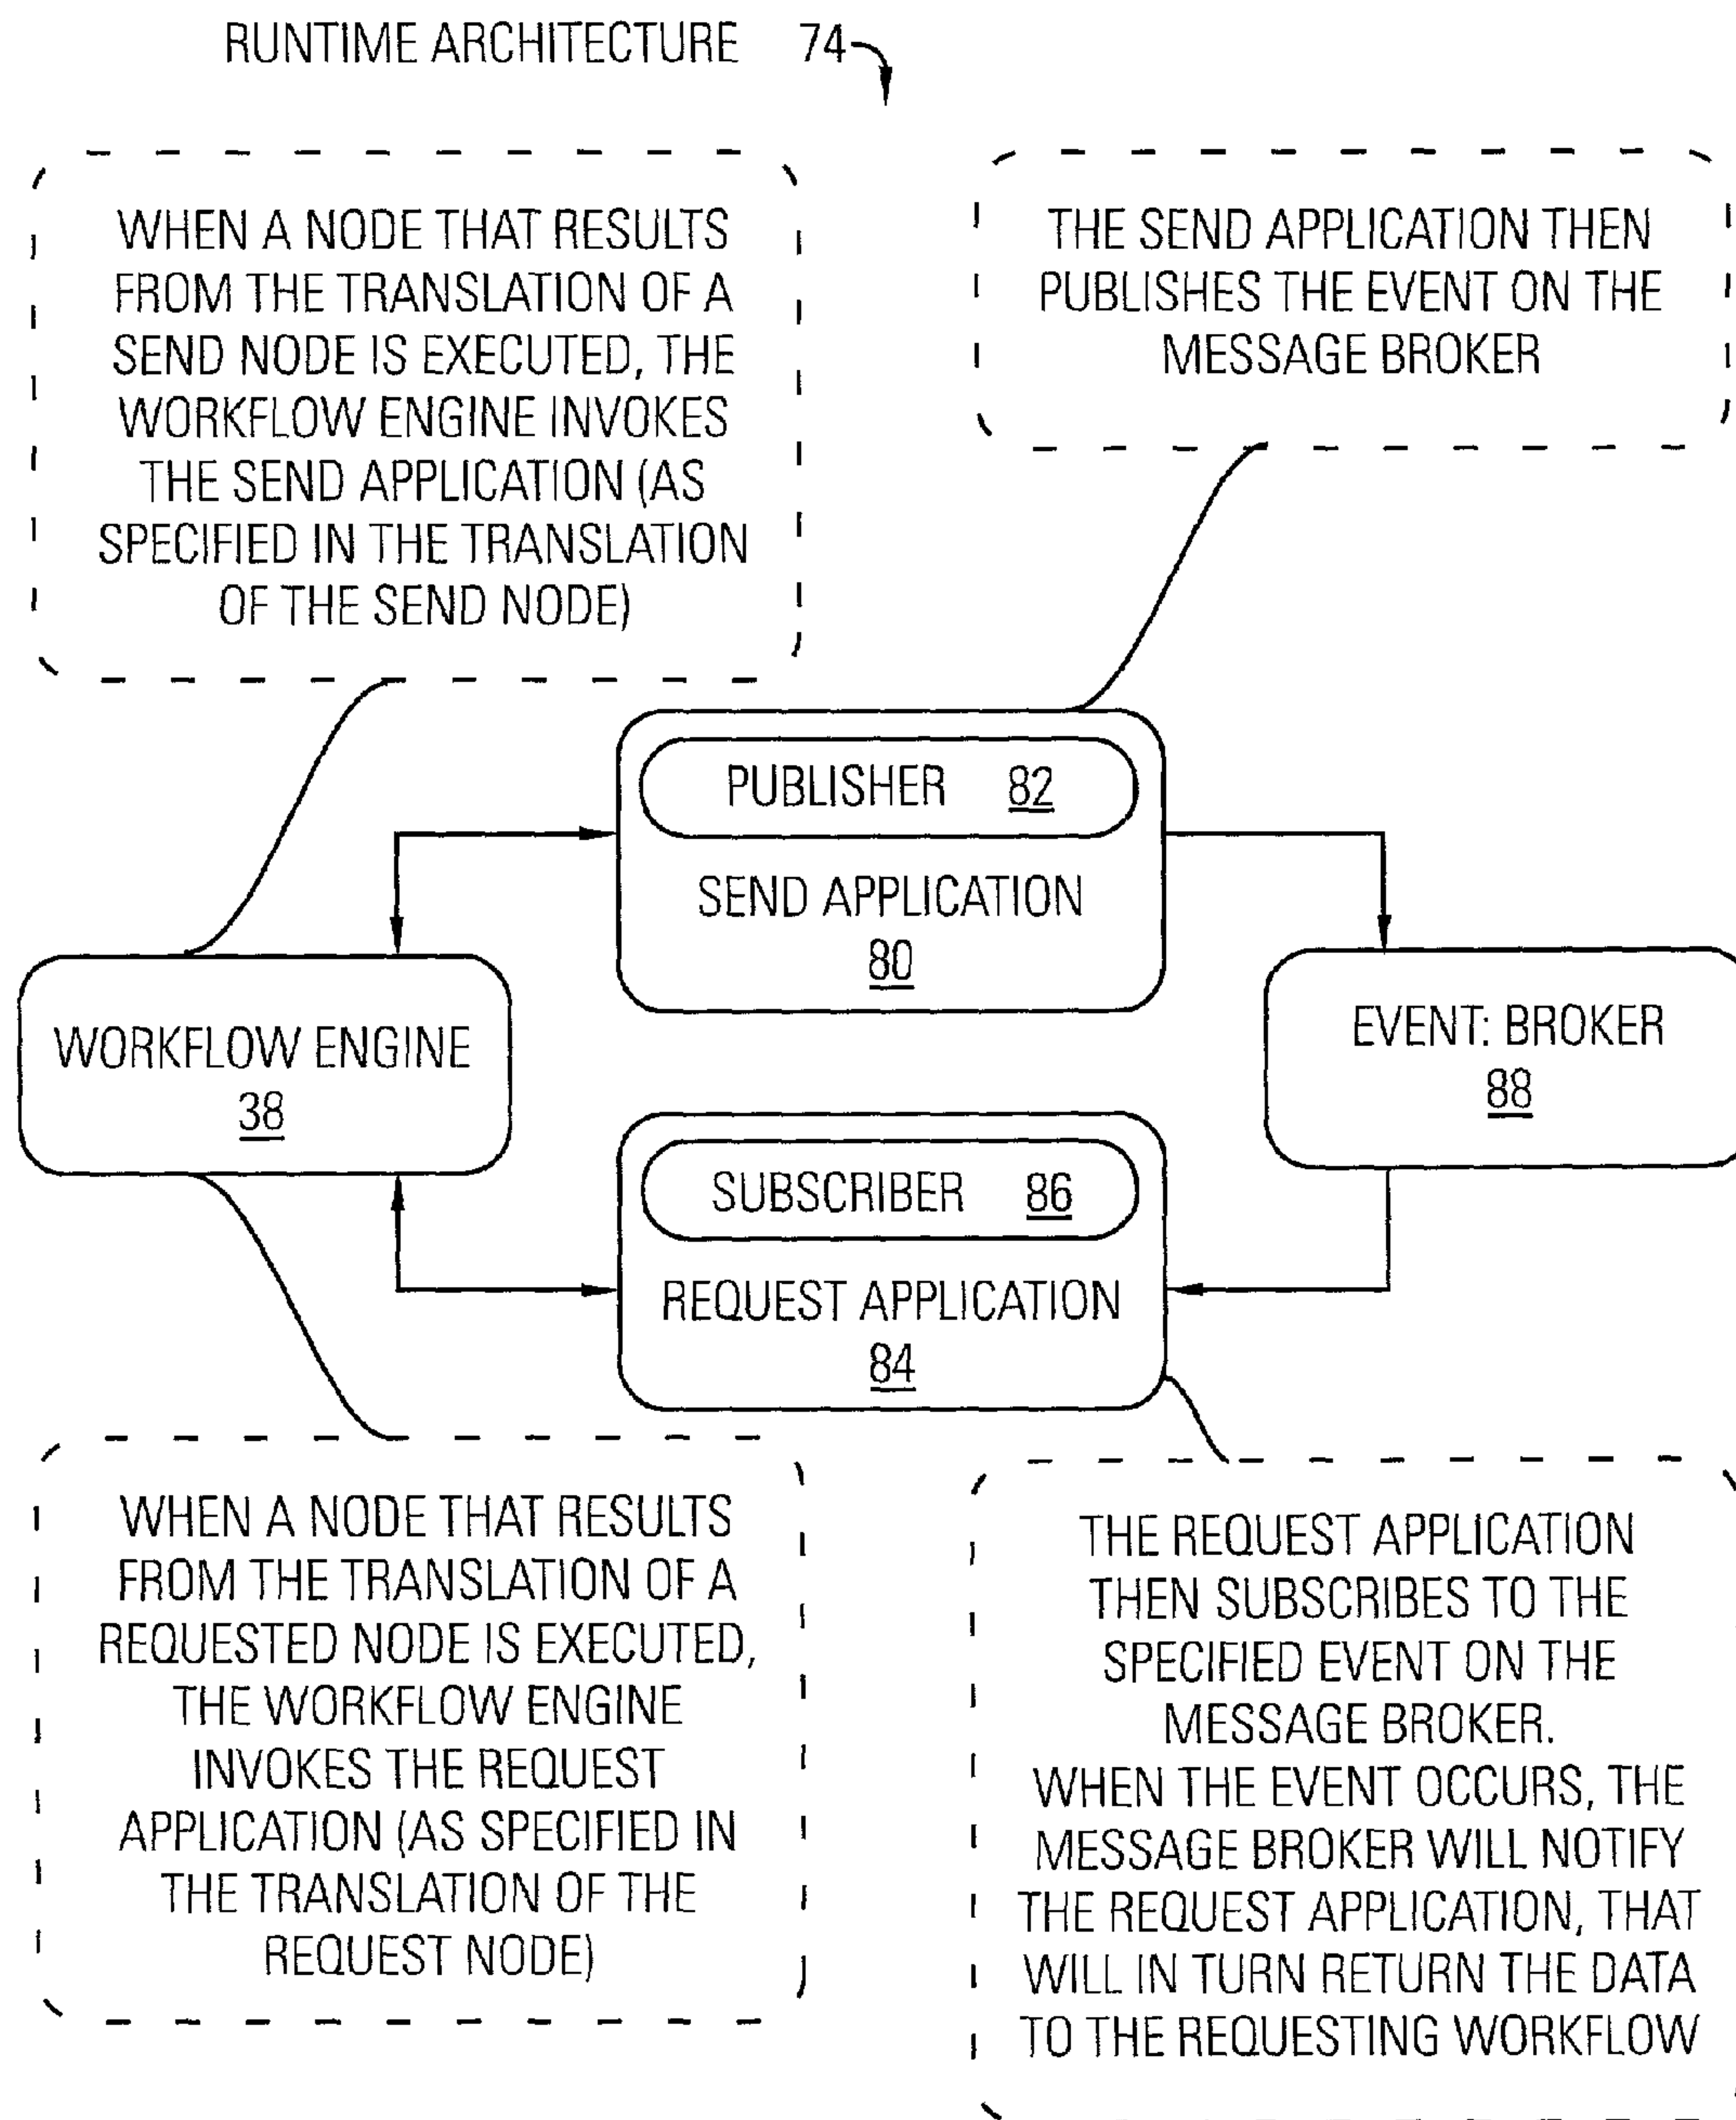 RUNTIME ARCHITECTURE 74
WHEN A NODE THAT RESULTS
FROM THE TRANSLATION OF A
SEND NODE IS EXECUTED, THE
WORKFLOW ENGINE INVOKES
THE SEND APPLICATION (AS
SPECIFIED IN THE TRANSLATION
OF THE SEND NODE)
THE SEND APPLICATION THEN
PUBLISHES THE EVENT ON THE
MESSAGE BROKER
PUBLISHER 82
SEND APPLICATION
80
WORKFLOW ENGINE
38
EVENT: BROKER
88
SUBSCRIBER 86
REQUEST APPLICATION
84
WHEN A NODE THAT RESULTS
FROM THE TRANSLATION OF A
REQUESTED NODE IS EXECUTED,
THE WORKFLOW ENGINE
INVOKES THE REQUEST
APPLICATION (AS SPECIFIED IN
THE TRANSLATION OF THE
REQUEST NODE)
THE REQUEST APPLICATION
THEN SUBSCRIBES TO THE
SPECIFIED EVENT ON THE
MESSAGE BROKER.
WHEN THE EVENT OCCURS, THE
MESSAGE BROKER WILL NOTIFY
THE REQUEST APPLICATION, THAT
WILL IN TURN RETURN THE DATA
TO THE REQUESTING WORKFLOW